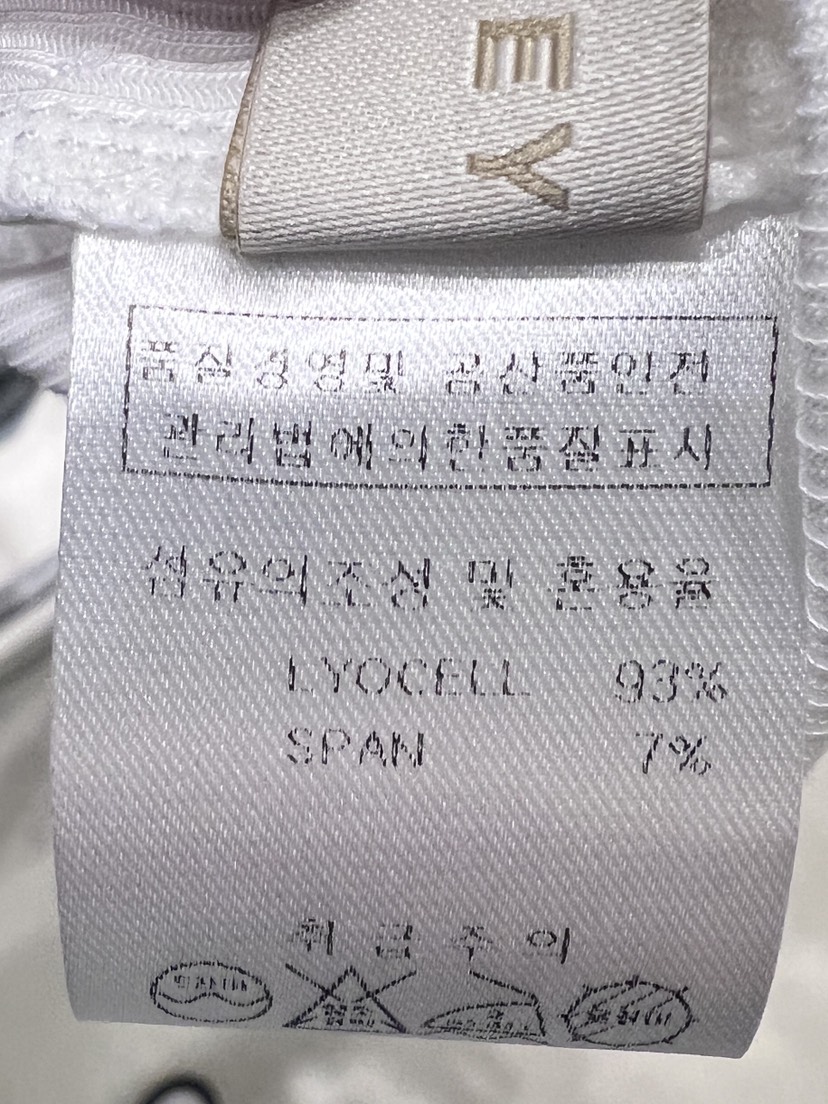 EY
품질경영및 공산품안전
관리법에의한품질표시
섬유의조성 및 혼용율
LYOCELL 93%
SPAN 7%
취 급 주 의